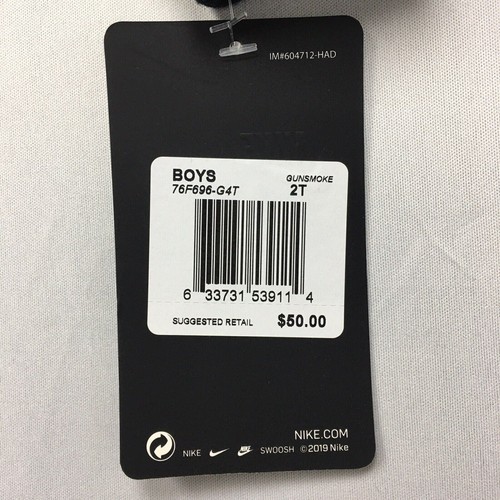 IM#604712-HAD
BOYS GUNSMOKE
76F696-G4T 2T
6 33731 53911 4
SUGGESTED RETAIL $50.00
NIKE.COM
NIKE SWOOSH ©2019 Nike